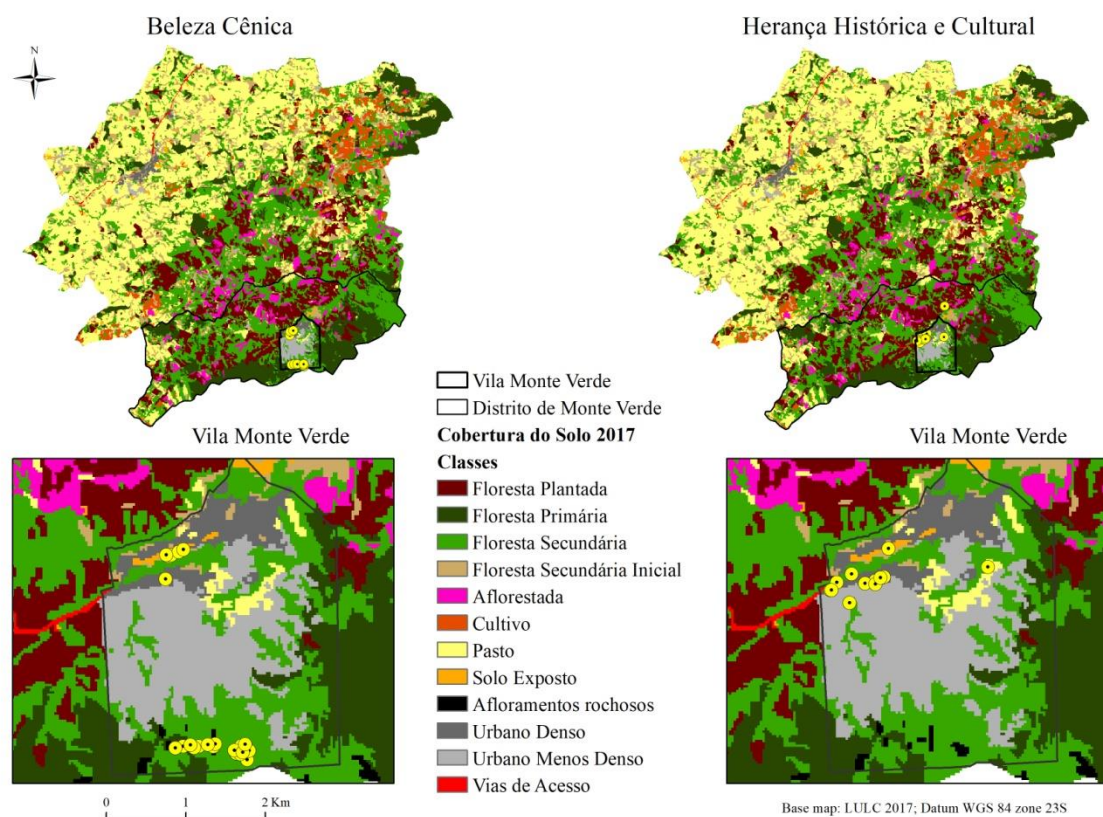 Beleza Cênica
Herança Histórica e Cultural
N
Vila Monte Verde
Distrito de Monte Verde
Cobertura do Solo 2017
Classes
Floresta Plantada
Floresta Primária
Floresta Secundária
Floresta Secundária Inicial
Aflorestada
Cultivo
Pasto
Solo Exposto
Afloramentos rochosos
Urbano Denso
Urbano Menos Denso
Vias de Acesso
Vila Monte Verde
Vila Monte Verde
0 1 2 Km
Base map: LULC 2017; Datum WGS 84 zone 23S